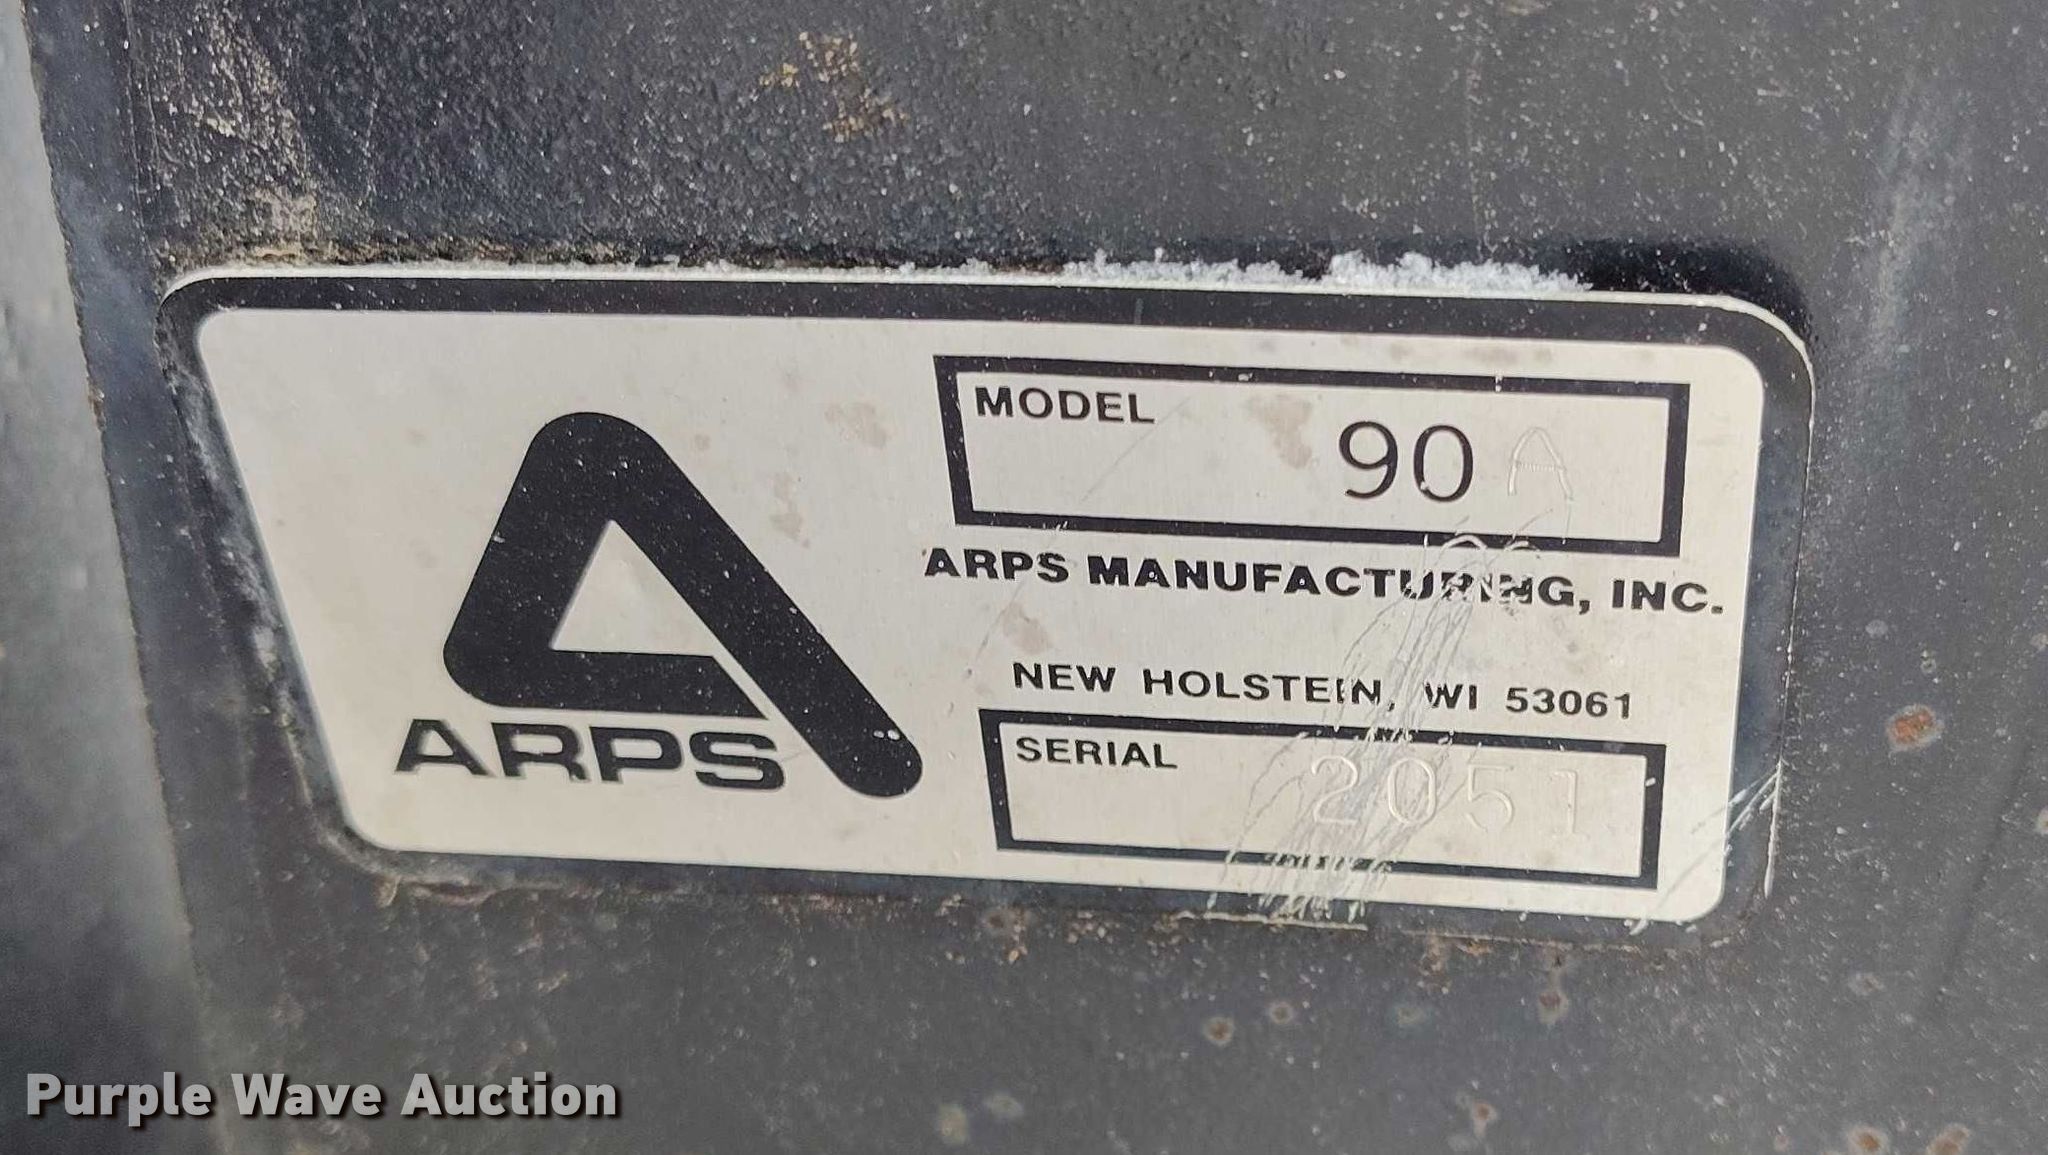 MODEL
90 A
ARPS MANUFACTURING, INC.
NEW HOLSTEIN, WI 53061
ARPS
SERIAL
2051
Purple Wave Auction